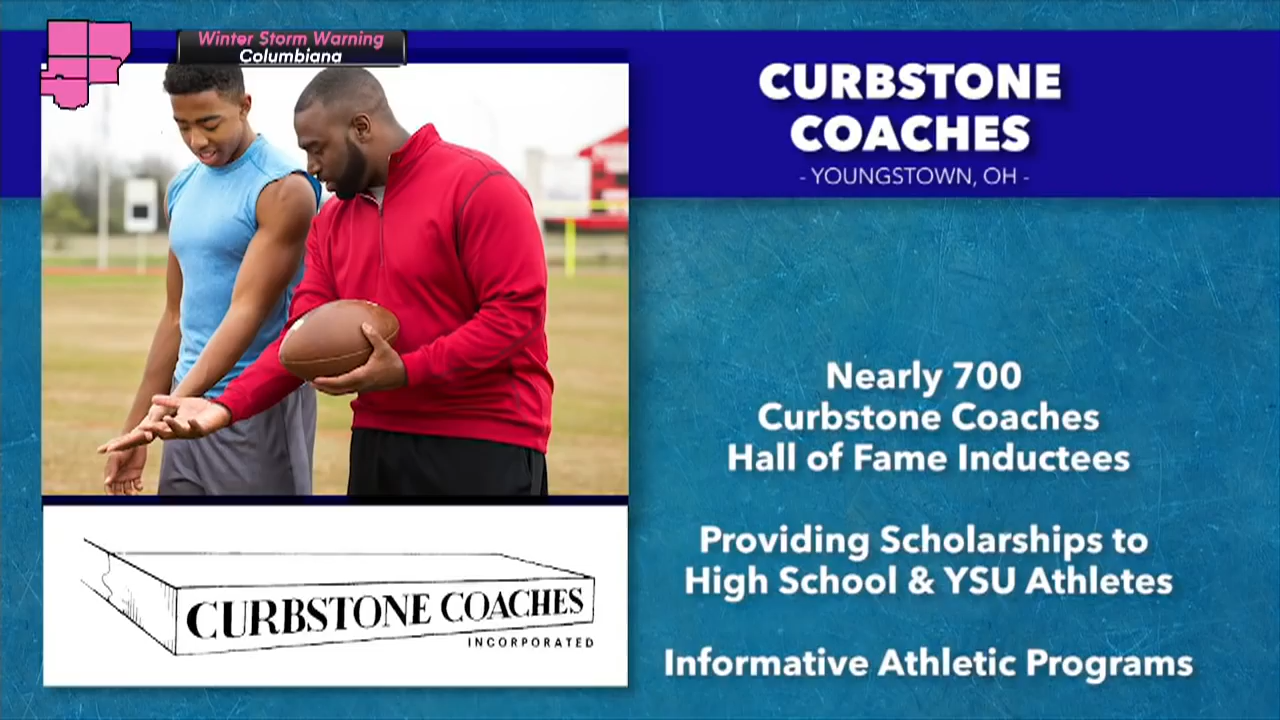 Winter Storm Warning
Columbiana
CURBSTONE
COACHES
- YOUNGSTOWN, OH -
Nearly 700
Curbstone Coaches
Hall of Fame Inductees
Providing Scholarships to
High School & YSU Athletes
Informative Athletic Programs
CURBSTONE COACHES
INCORPORATED